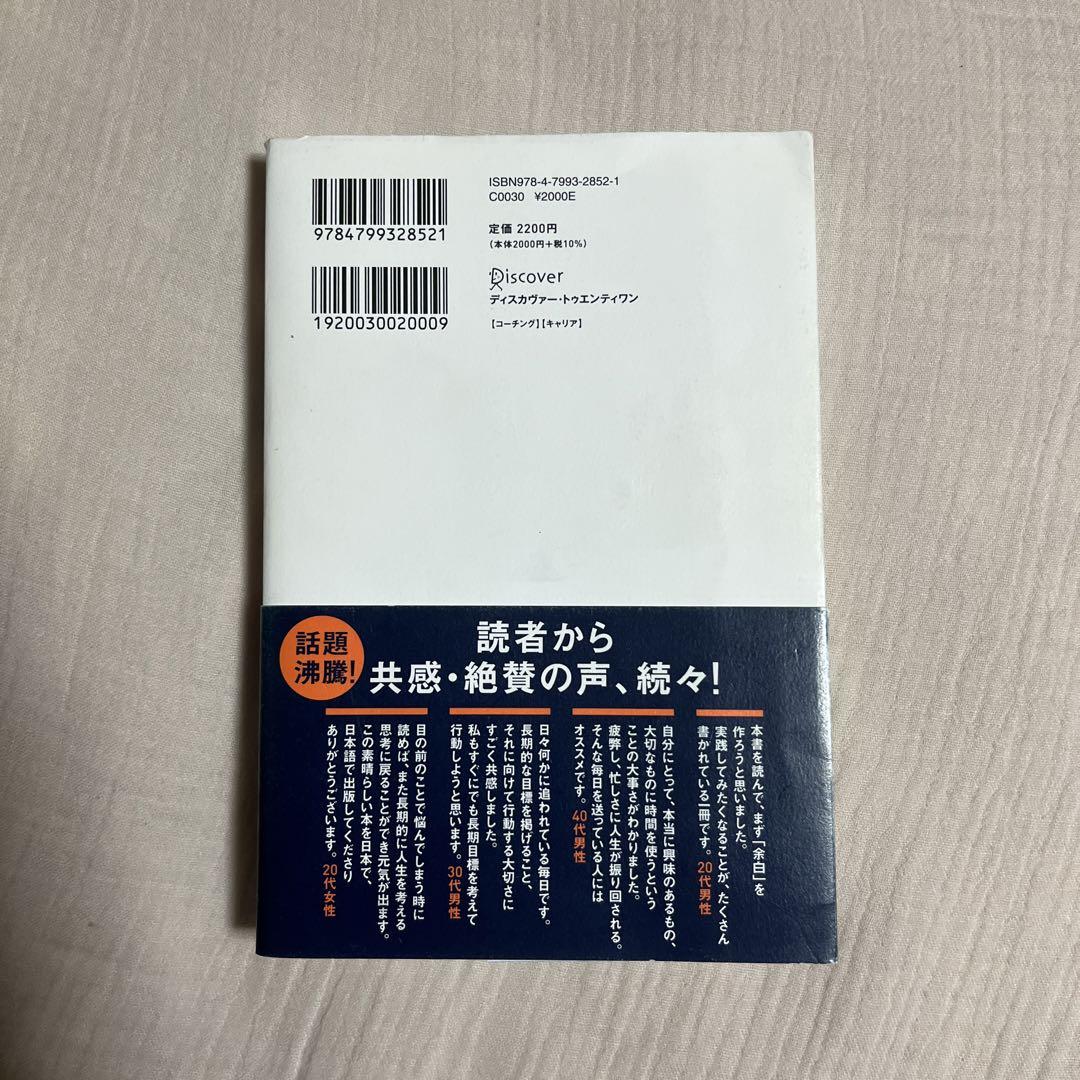 ISBN978-4-7993-2852-1
C0030 ¥2000E
9784799328521
定価 2200円
(本体2000円+税10%)
Discover
ディスカヴァー・トゥエンティワン
1920030020009
【コーチング】【キャリア】
話題
沸騰!
読者から
共感・絶賛の声、続々!
本書を読んで、まず「余白」を
作ろうと思いました。
実践してみたくなることが、たくさん
書かれている一冊です。20代男性
自分にとって、本当に興味のあるもの、
大切なものに時間を使うという
ことの大事さがわかりました。
疲弊し、忙しさに人生が振り回される。
そんな毎日を送っている人には
オススメです。40代男性
日々何かに追われている毎日です。
長期的な目標を掲げること、
それに向けて行動する大切さに
すごく共感しました。
私もすぐにでも長期目標を考えて
行動しようと思います。30代男性
目の前のことで悩んでしまう時に
読めば、また長期的に人生を考える
思考に戻ることができ元気が出ます。
この素晴らしい本を日本で、
日本語で出版してくださり
ありがとうございます。20代女性